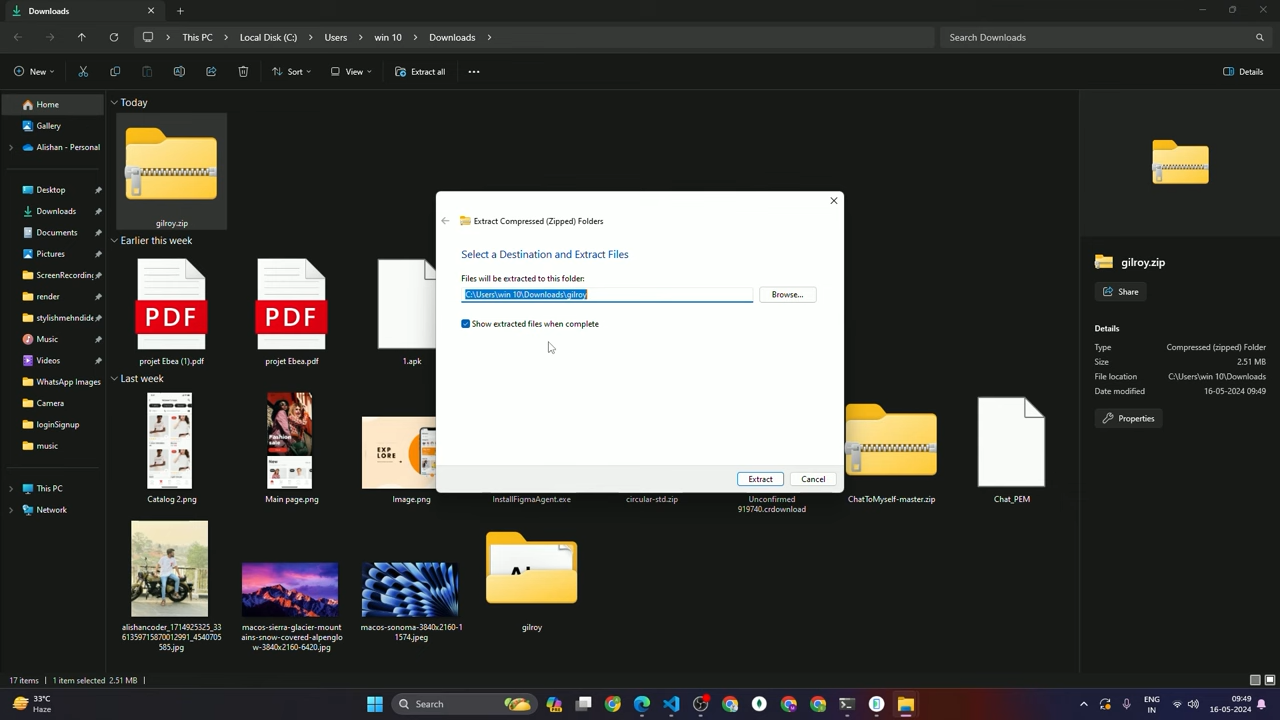 Downloads
This PC
Local Disk (C:)
Users
win 10
Downloads
Search Downloads
New
Sort
View
Extract all
Details
Home
Gallery
Alishan - Personal
Desktop
Downloads
Documents
Pictures
ScreenRecording
render
stylishmehndide
Music
Videos
WhatsApp Images
Camera
loginSignup
music
This PC
Network
Today
gilroy.zip
Earlier this week
PDF
projet Ebea (1).pdf
PDF
projet Ebea.pdf
1.apk
Last week
Catalog 2.png
Fashion
sale
Main page.png
EXP
LORE
Image.png
InstallFigmaAgent.exe
circular-std.zip
Unconfirmed
919740.crdownload
ChatToMyself-master.zip
Chat_PEM
alishancoder_1714925325_33
61359715870012991_4540705
585.jpg
macos-sierra-glacier-mount
ains-snow-covered-alpenglo
w-3840x2160-6420.jpg
macos-sonoma-3840x2160-1
1574.jpeg
gilroy
Extract Compressed (Zipped) Folders
Select a Destination and Extract Files
Files will be extracted to this folder:
C:\Users\win 10\Downloads\gilroy
Browse...
Show extracted files when complete
Extract
Cancel
gilroy.zip
Share
Details
Type
Compressed (zipped) Folder
Size
2.51 MB
File location
C:\Users\win 10\Downloads
Date modified
16-05-2024 09:49
Properties
17 items
1 item selected 2.51 MB
33°C
Haze
Search
ENG
IN
09:49
16-05-2024